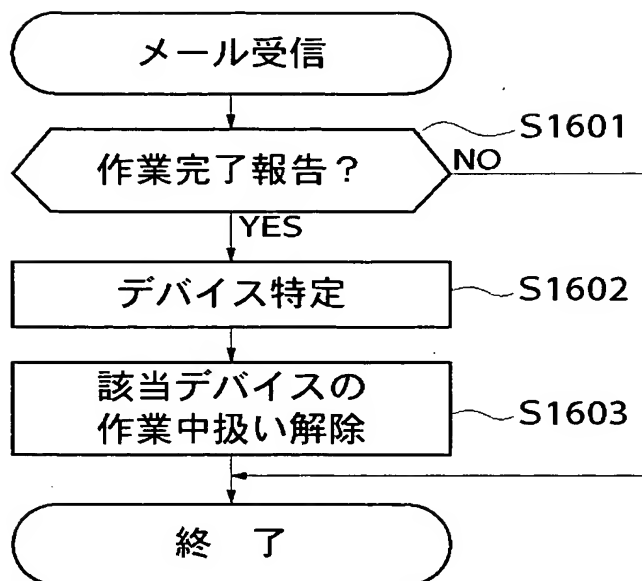 メール受信
S1601
作業完了報告？
NO
YES
デバイス特定
S1602
該当デバイスの
作業中扱い解除
S1603
終 了